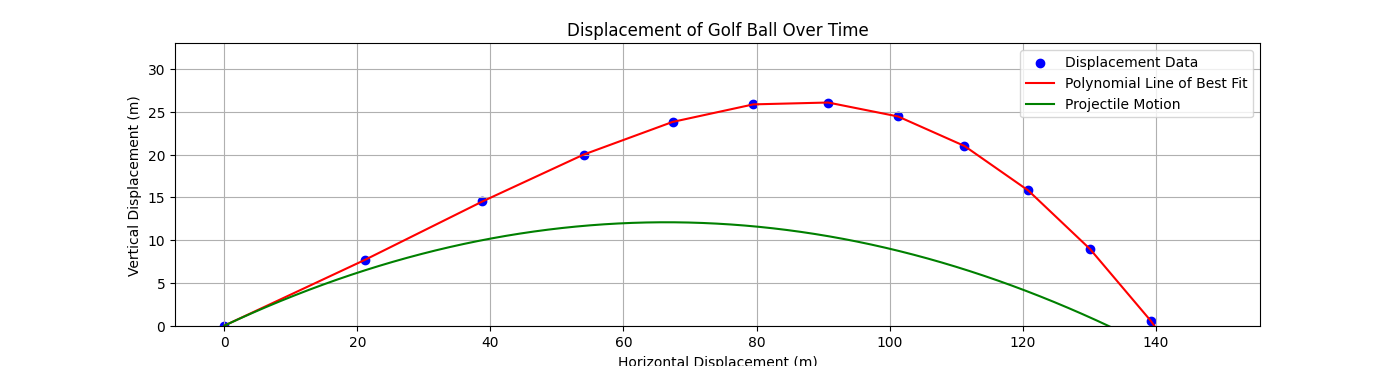 Displacement of Golf Ball Over Time
Displacement Data
Polynomial Line of Best Fit
Projectile Motion
Vertical Displacement (m)
30
25
20
15
10
5
0
0 20 40 60 80 100 120 140
Horizontal Displacement (m)